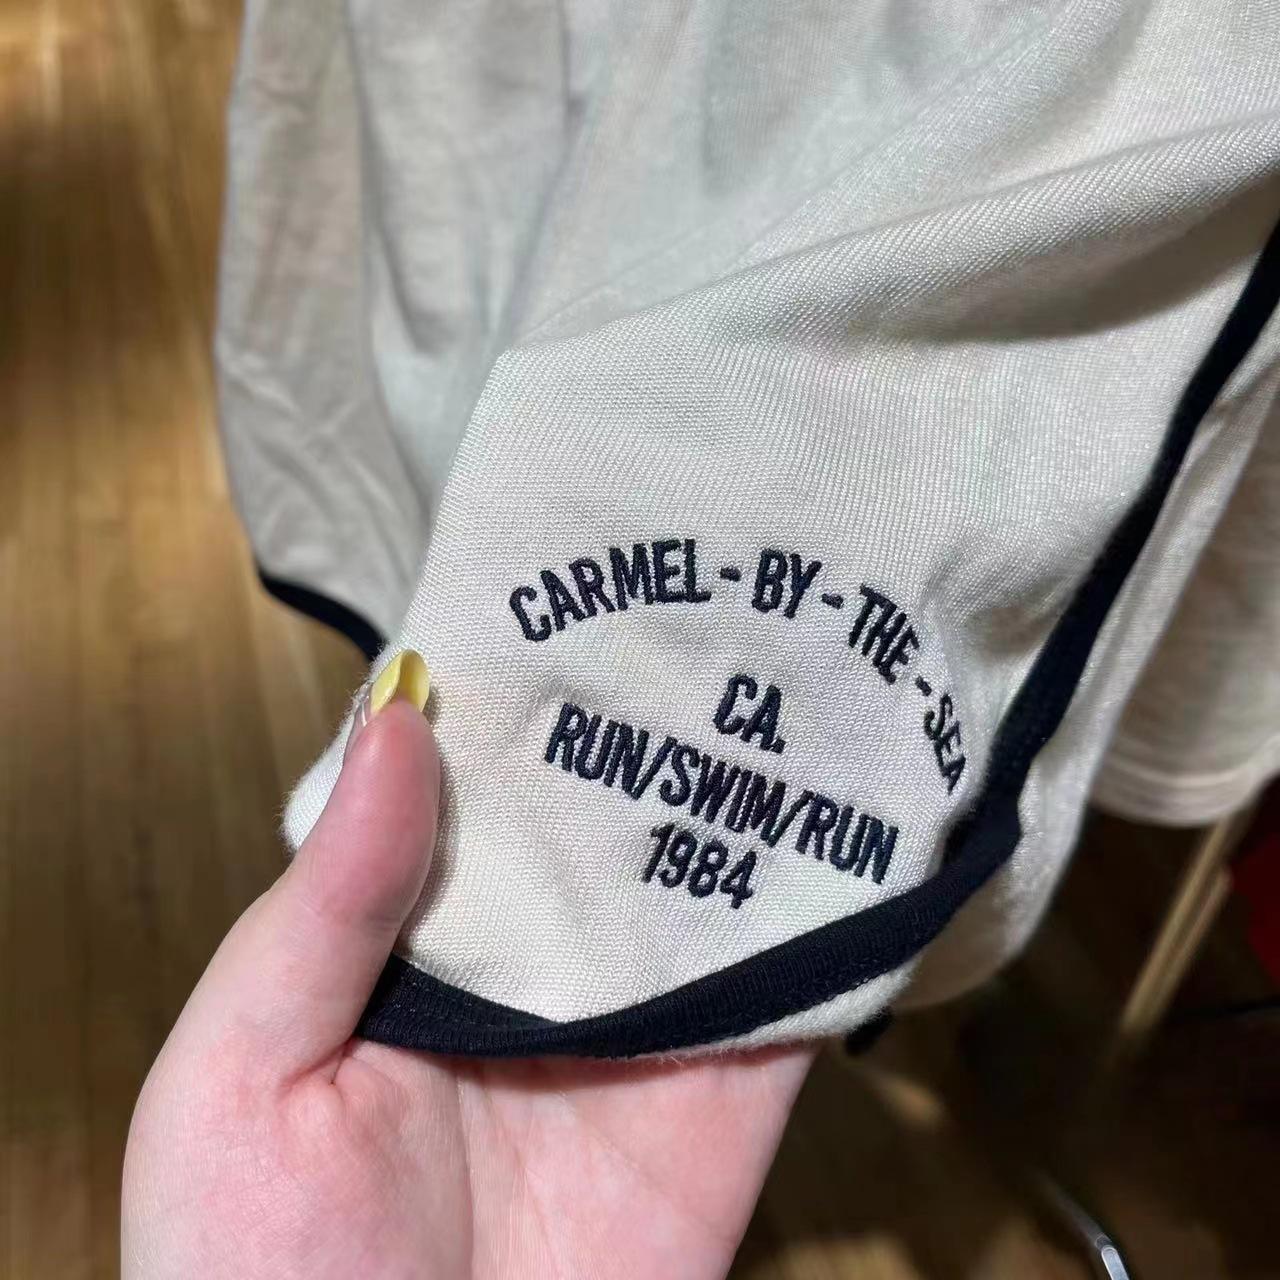 CARMEL-BY-THE-SEA
CA.
RUN/SWIM/RUN
1984